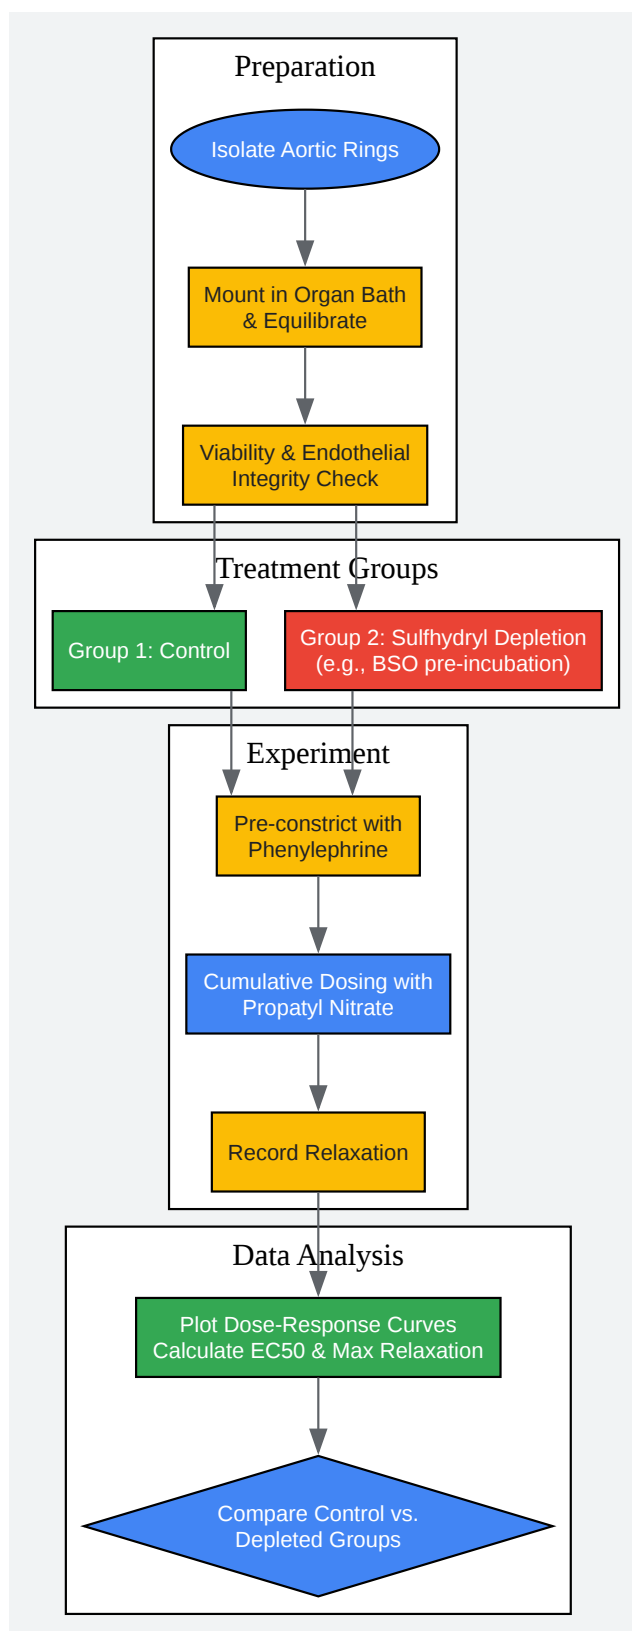 Preparation
Isolate Aortic Rings
Mount in Organ Bath
& Equilibrate
Viability & Endothelial
Integrity Check
Treatment Groups
Group 1: Control
Group 2: Sulfhydryl Depletion
(e.g., BSO pre-incubation)
Experiment
Pre-constrict with
Phenylephrine
Cumulative Dosing with
Propatyl Nitrate
Record Relaxation
Data Analysis
Plot Dose-Response Curves
Calculate EC50 & Max Relaxation
Compare Control vs.
Depleted Groups